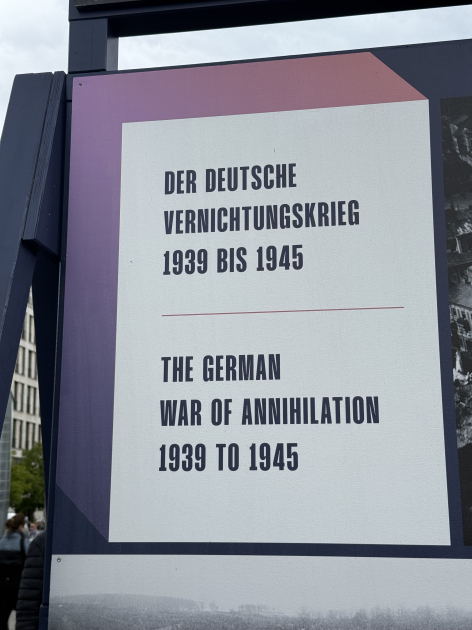 DER DEUTSCHE
VERNICHTUNGSKRIEG
1939 BIS 1945
THE GERMAN
WAR OF ANNIHILATION
1939 TO 1945